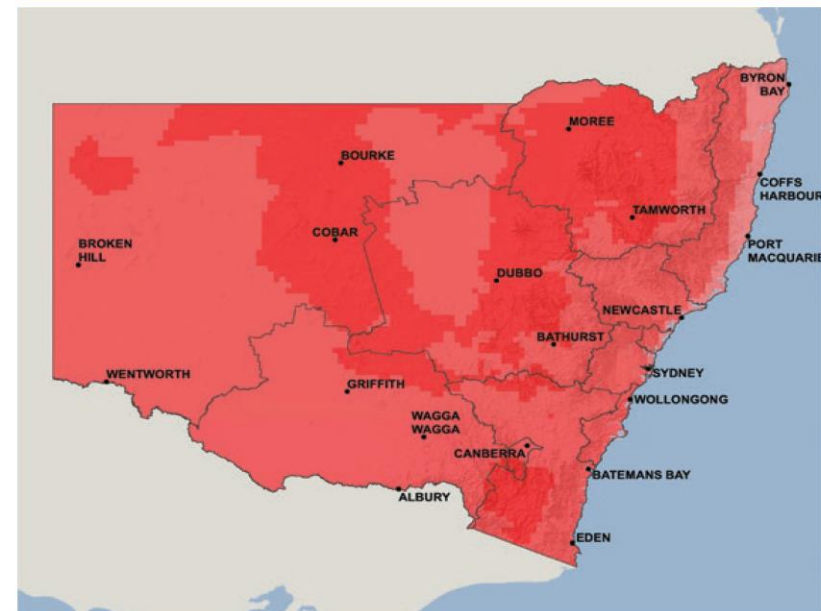 BYRON
BAY
MOREE
BOURKE
COFFS
HARBOUR
TAMWORTH
COBAR
BROKEN
HILL
PORT
MACQUARIE
DUBBO
NEWCASTLE
BATHURST
SYDNEY
WENTWORTH
GRIFFITH
WOLLONGONG
WAGGA
WAGGA
CANBERRA
BATEMANS BAY
ALBURY
EDEN